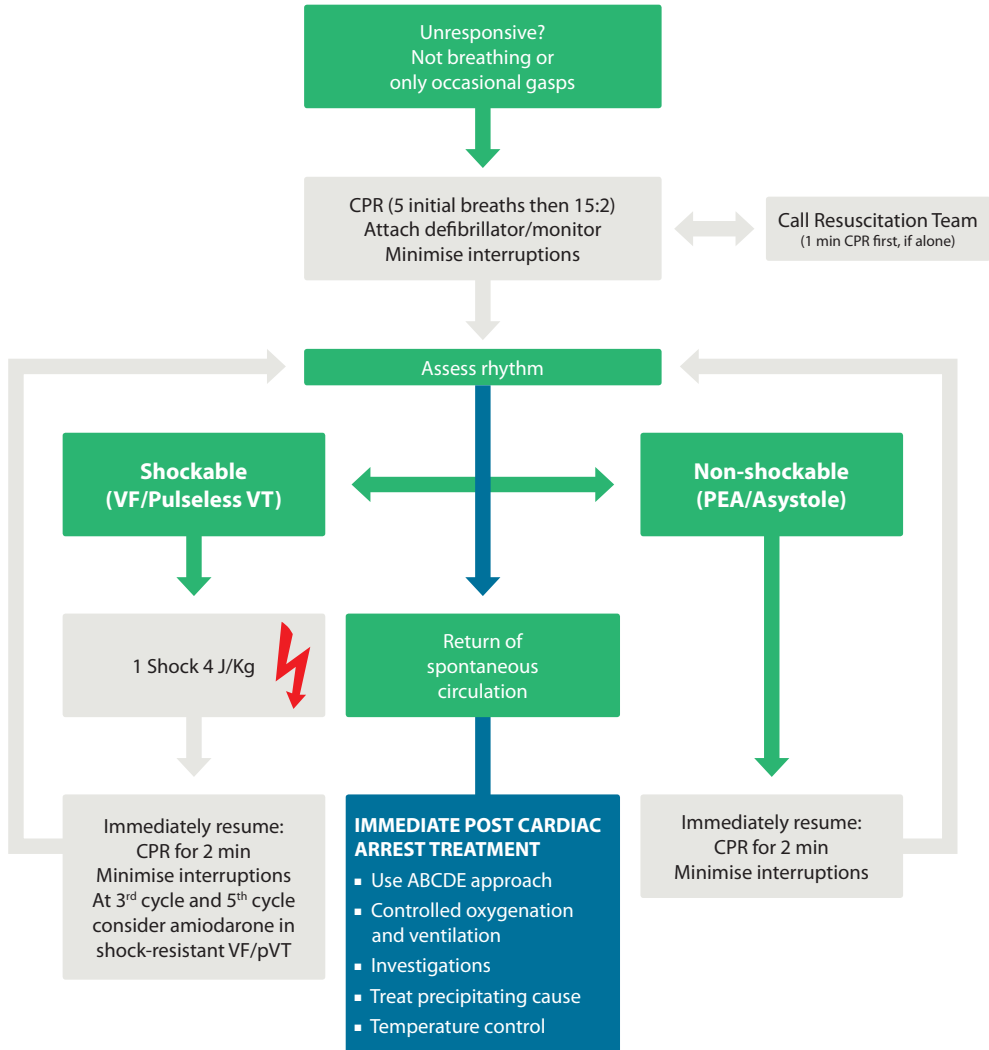 Unresponsive?
Not breathing or
only occasional gasps
CPR (5 initial breaths then 15:2)
Attach defibrillator/monitor
Minimise interruptions
Call Resuscitation Team
(1 min CPR first, if alone)
Assess rhythm
Shockable
(VF/Pulseless VT)
Non-shockable
(PEA/Asystole)
1 Shock 4 J/Kg
Return of
spontaneous
circulation
Immediately resume:
CPR for 2 min
Minimise interruptions
At 3rd cycle and 5th cycle
consider amiodarone in
shock-resistant VF/pVT
IMMEDIATE POST CARDIAC
ARREST TREATMENT
▪ Use ABCDE approach
▪ Controlled oxygenation
and ventilation
▪ Investigations
▪ Treat precipitating cause
▪ Temperature control
Immediately resume:
CPR for 2 min
Minimise interruptions